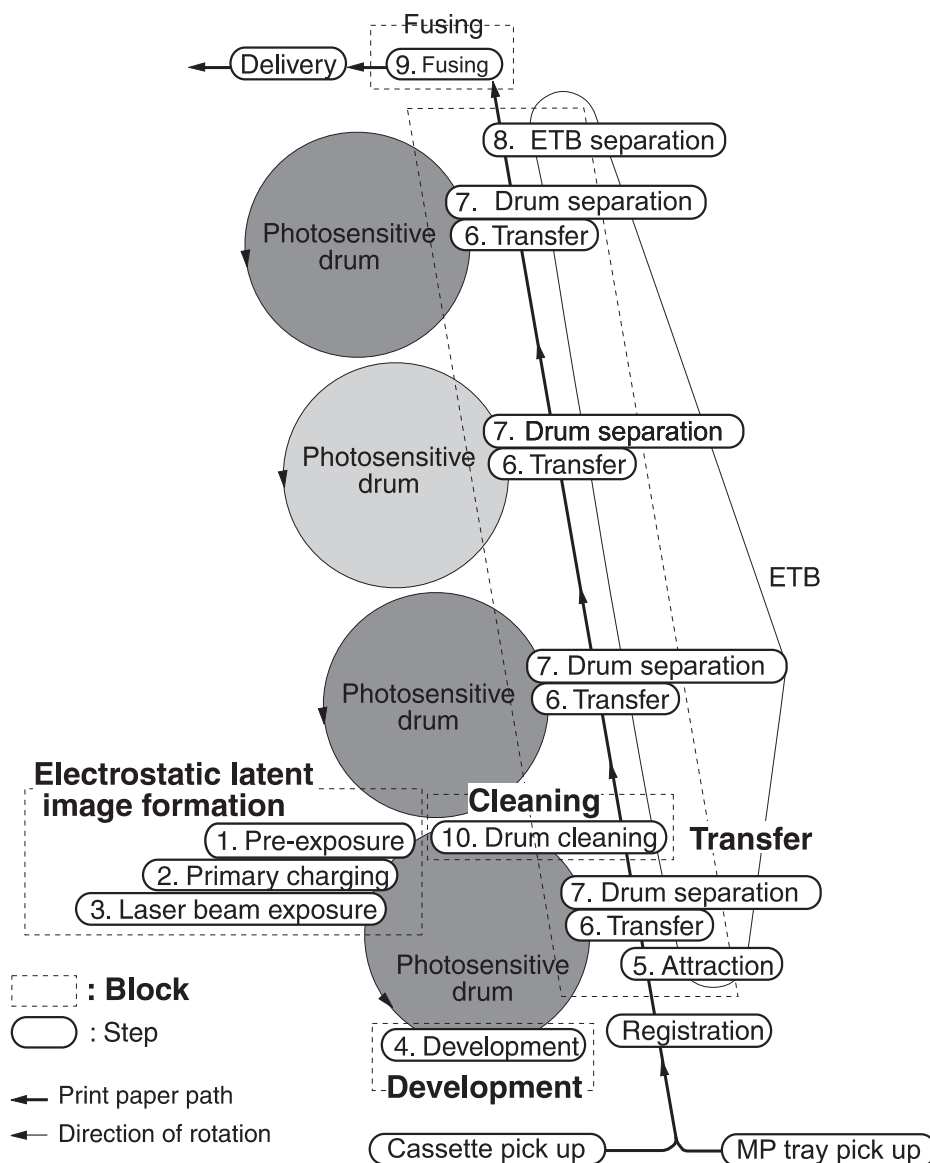 Fusing
Delivery
9. Fusing
8. ETB separation
7. Drum separation
6. Transfer
Photosensitive
drum
7. Drum separation
6. Transfer
Photosensitive
drum
ETB
7. Drum separation
6. Transfer
Photosensitive
drum
Electrostatic latent
image formation
1. Pre-exposure
2. Primary charging
3. Laser beam exposure
Cleaning
10. Drum cleaning
Transfer
7. Drum separation
6. Transfer
5. Attraction
Photosensitive
drum
Registration
4. Development
Development
: Block
: Step
Print paper path
Direction of rotation
Cassette pick up
MP tray pick up